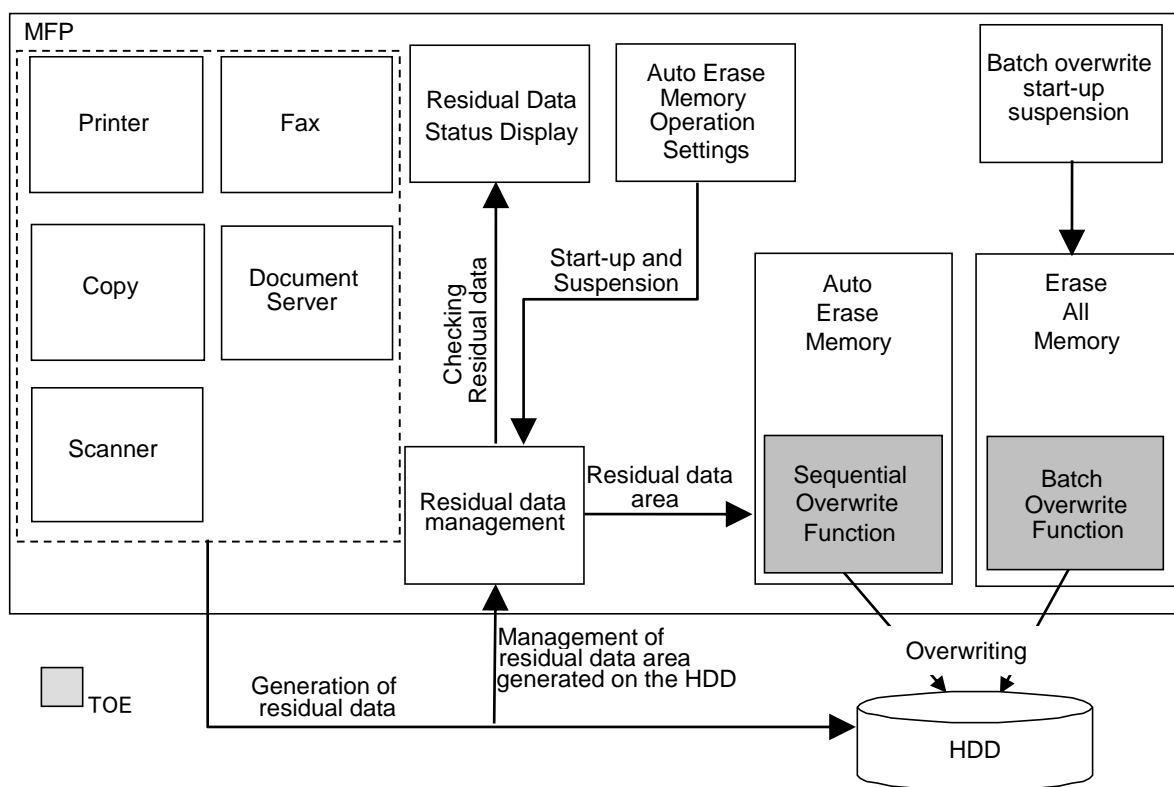 MFP
Printer
Fax
Copy
Document
Server
Scanner
Residual Data
Status Display
Auto Erase
Memory
Operation
Settings
Batch overwrite
start-up
suspension
Checking
Residual data
Start-up and
Suspension
Auto
Erase
Memory
Erase
All
Memory
Residual data
management
Residual data
area
Sequential
Overwrite
Function
Batch
Overwrite
Function
Management of
residual data area
generated on the HDD
Overwriting
TOE
Generation of
residual data
HDD